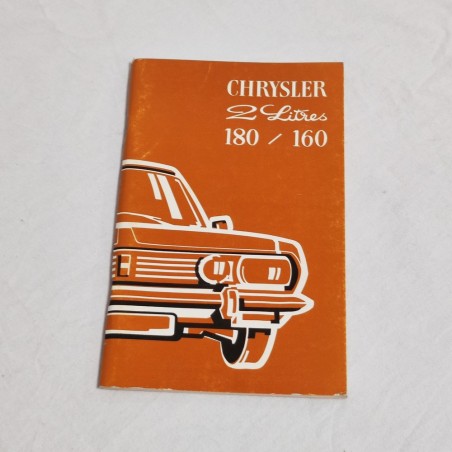 CHRYSLER
2 Litres
180 / 160